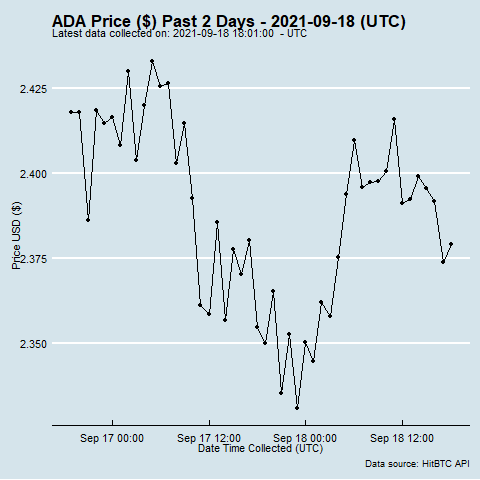 ADA Price ($) Past 2 Days - 2021-09-18 (UTC)
Latest data collected on: 2021-09-18 18:01:00 - UTC
2.425
2.400
2.375
2.350
Price USD ($)
Sep 17 00:00 Sep 17 12:00 Sep 18 00:00 Sep 18 12:00
Date Time Collected (UTC)
Data source: HitBTC API